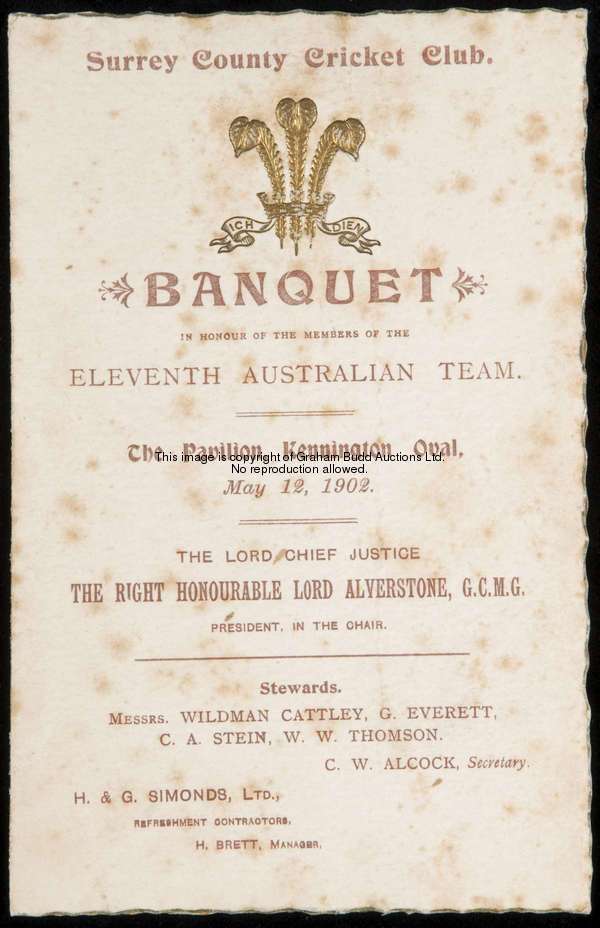 Surrey County Cricket Club.
ICH DIEN
BANQUET
IN HONOUR OF THE MEMBERS OF THE
ELEVENTH AUSTRALIAN TEAM.
The Pavilion, Kennington Oval,
This image is copyright of Graham Budd Auctions Ltd.
No reproduction allowed.
May 12, 1902.
THE LORD CHIEF JUSTICE
THE RIGHT HONOURABLE LORD ALVERSTONE, G.C.M.G.
PRESIDENT, IN THE CHAIR.
Stewards.
MESSRS. WILDMAN CATTLEY, G. EVERETT,
C. A. STEIN, W. W. THOMSON.
C. W. ALCOCK, Secretary.
H. & G. SIMONDS, LTD.,
REFRESHMENT CONTRACTORS,
H. BRETT, MANAGER.